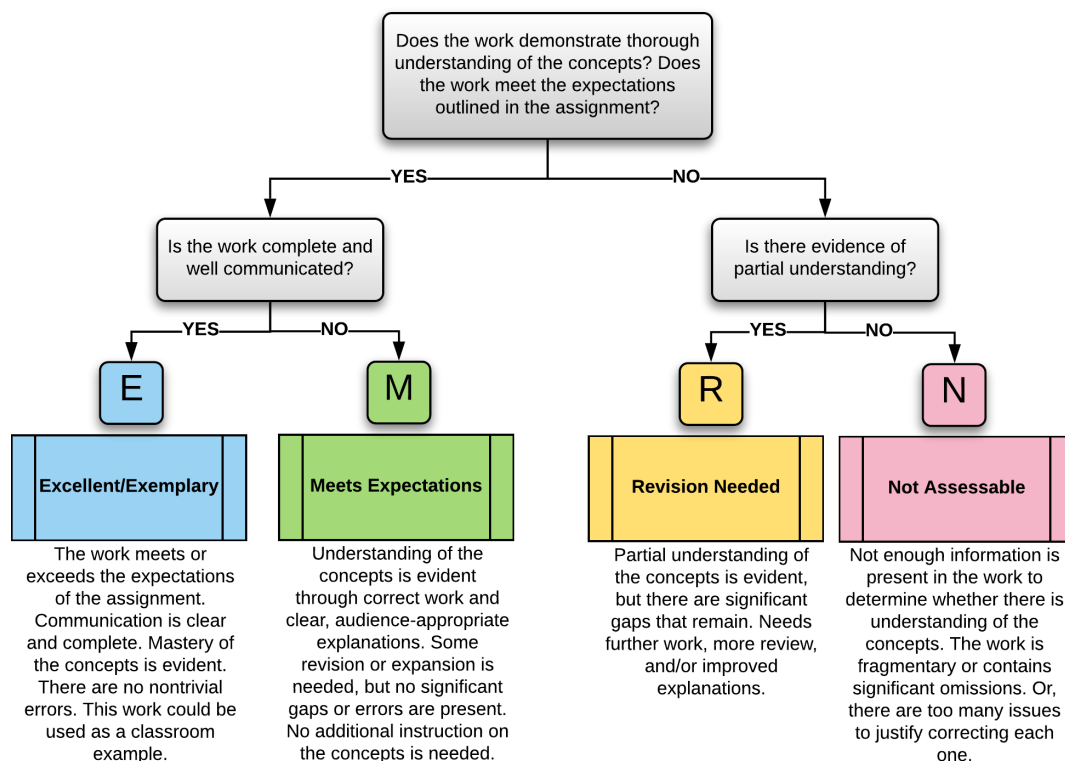 Does the work demonstrate thorough
understanding of the concepts? Does
the work meet the expectations
outlined in the assignment?
YES
NO
Is the work complete and
well communicated?
Is there evidence of
partial understanding?
YES
NO
YES
NO
E
M
R
N
Excellent/Exemplary
Meets Expectations
Revision Needed
Not Assessable
The work meets or
exceeds the expectations
of the assignment.
Communication is clear
and complete. Mastery of
the concepts is evident.
There are no nontrivial
errors. This work could be
used as a classroom
example.
Understanding of the
concepts is evident
through correct work and
clear, audience-appropriate
explanations. Some
revision or expansion is
needed, but no significant
gaps or errors are present.
No additional instruction on
the concepts is needed.
Partial understanding of
the concepts is evident,
but there are significant
gaps that remain. Needs
further work, more review,
and/or improved
explanations.
Not enough information is
present in the work to
determine whether there is
understanding of the
concepts. The work is
fragmentary or contains
significant omissions. Or,
there are too many issues
to justify correcting each
one.